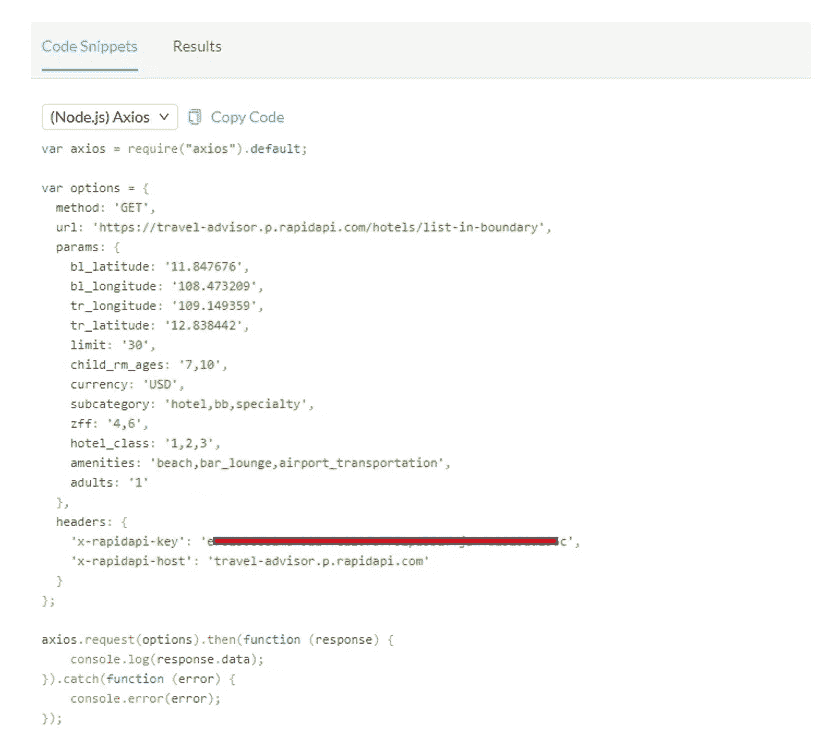 Code Snippets Results
(Node.js) Axios Copy Code
var axios = require("axios").default;
var options = {
method: 'GET',
url: 'https://travel-advisor.p.rapidapi.com/hotels/list-in-boundary',
params: {
bl_latitude: '11.847676',
bl_longitude: '108.473209',
tr_longitude: '109.149359',
tr_latitude: '12.838442',
limit: '30',
child_rm_ages: '7,10',
currency: 'USD',
subcategory: 'hotel,bb,specialty',
zff: '4,6',
hotel_class: '1,2,3',
amenities: 'beach,bar_lounge,airport_transportation',
adults: '1'
},
headers: {
'x-rapidapi-key': 'e c',
'x-rapidapi-host': 'travel-advisor.p.rapidapi.com'
}
};
axios.request(options).then(function (response) {
console.log(response.data);
}).catch(function (error) {
console.error(error);
});